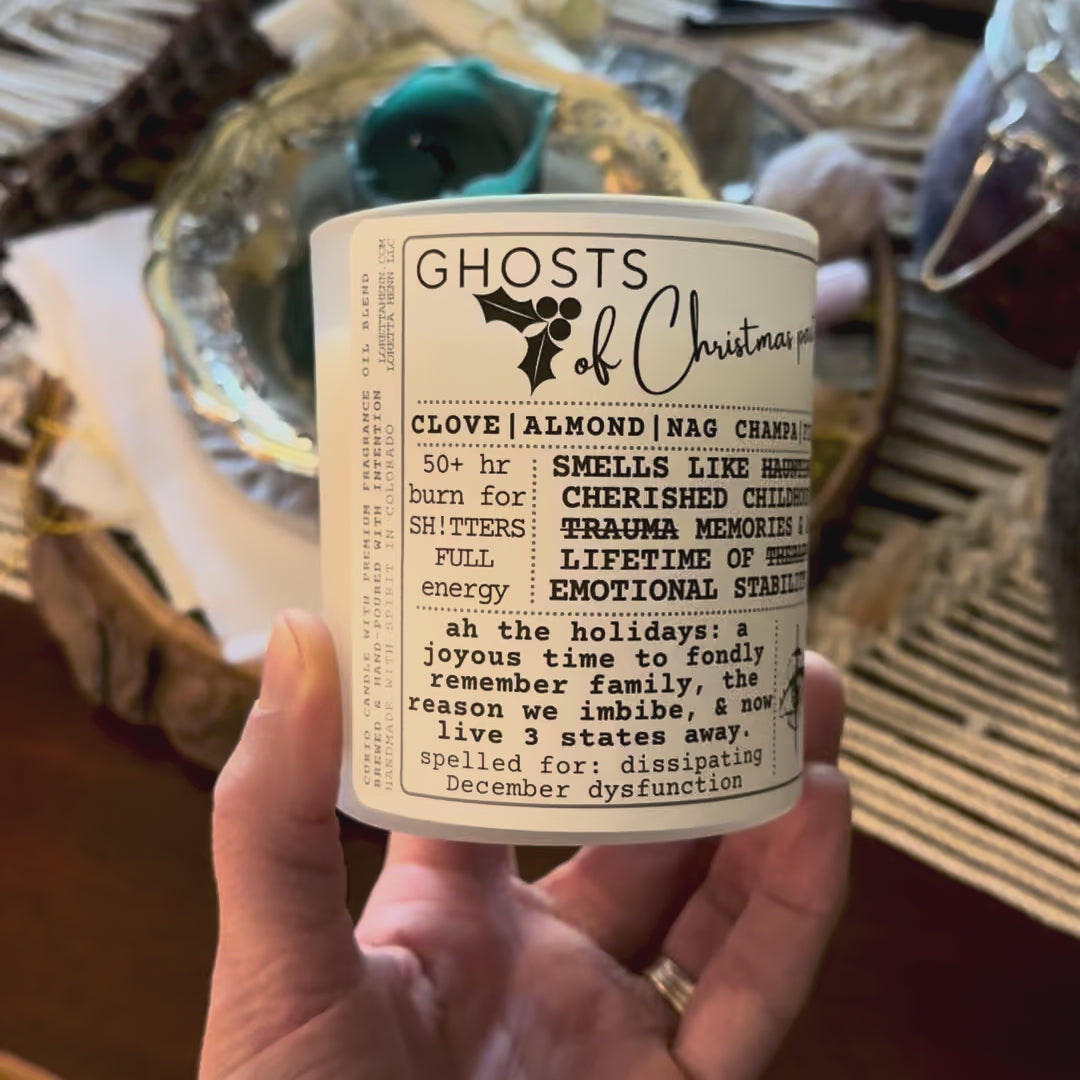 GHOSTS
of Christmas
CLOVE|ALMOND|NAG CHAMPA|
50+ hr
burn for
SH!TTERS
FULL
energy
SMELLS LIKE
CHERISHED
TRAUMA MEMORIES &
LIFETIME OF
EMOTIONAL
ah the holidays: a
joyous time to fondly
remember family, the
reason we imbibe, & now
live 3 states away.
spelled for: dissipating
December dysfunction
CURIO CANDLE WITH PREMIUM FRAGRANCE OIL BLEND
BREWED & HAND-POURED WITH INTENTION
HANDMADE WITH SPIRIT IN COLORADO
LORETTAHENN.COM
LORETTA HENN LLC